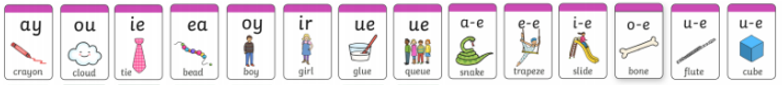 ay ou ie ea oy ir ue ue a-e e-e i-e o-e u-e u-e
crayon cloud tie bead boy girl glue queue snake trapeze slide bone flute cube